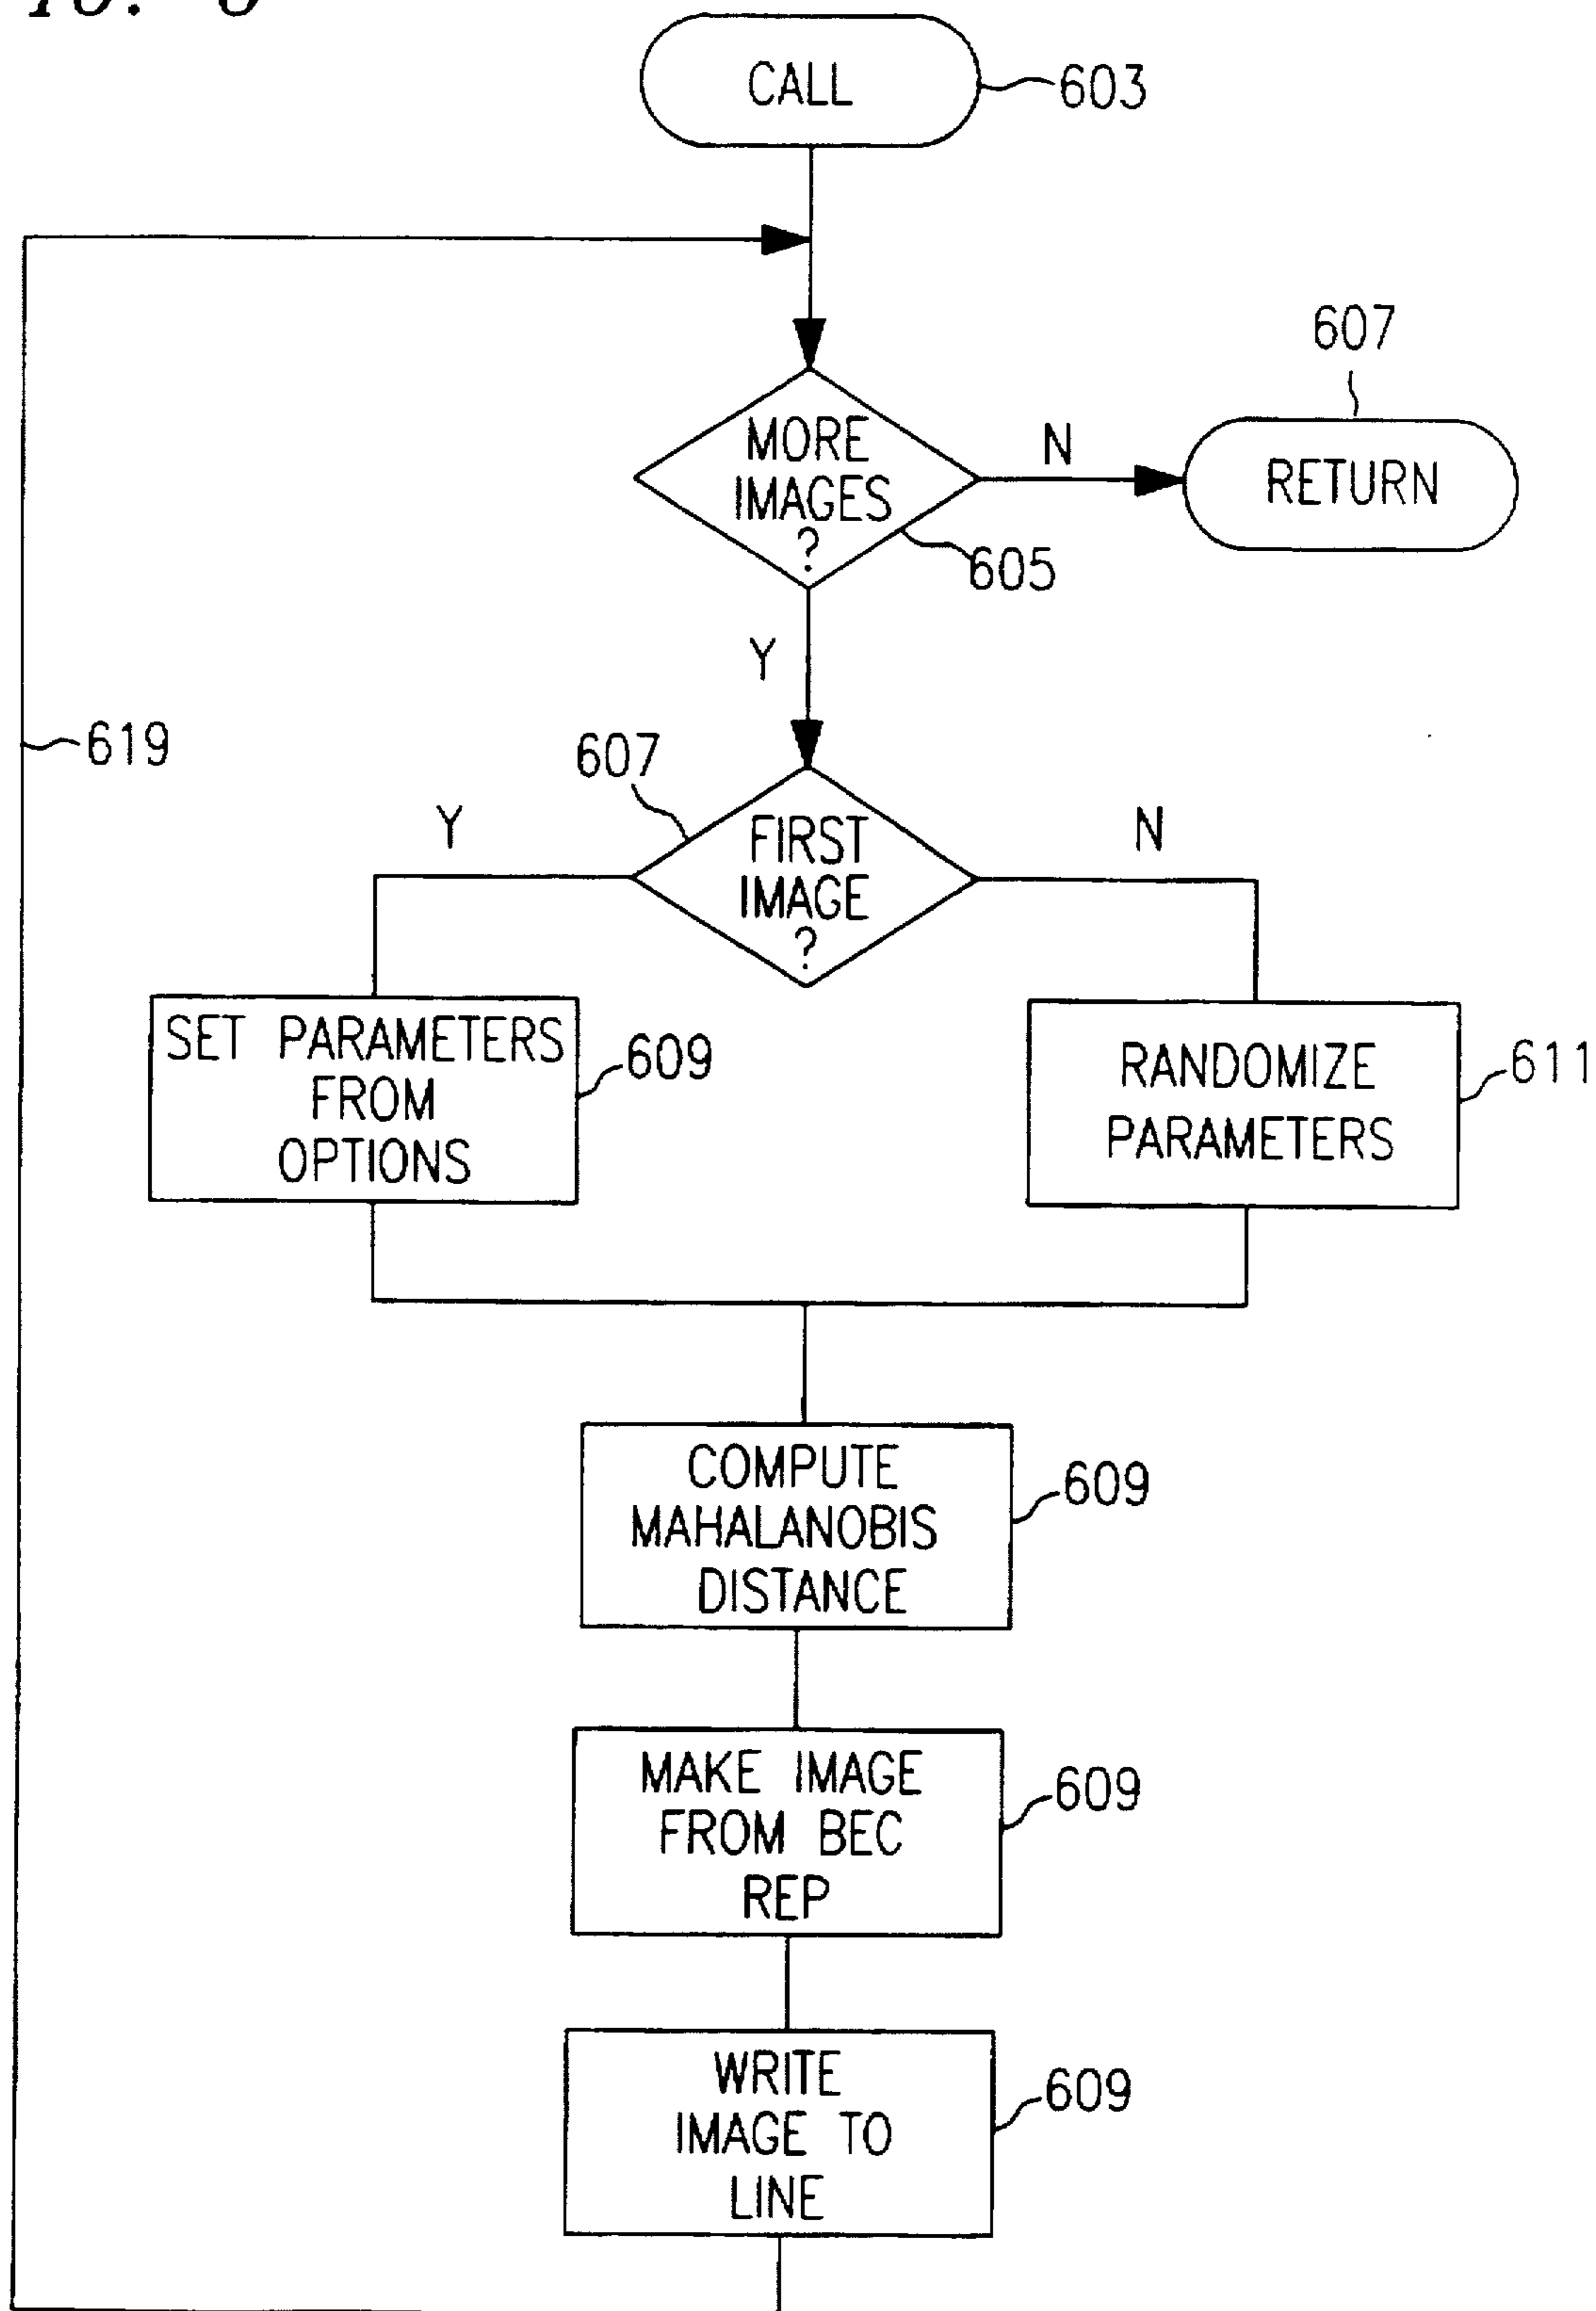 CALL
603
607
MORE
IMAGES
?
N
RETURN
605
Y
619
607
Y
FIRST
IMAGE
?
N
SET PARAMETERS
FROM
OPTIONS
609
RANDOMIZE
PARAMETERS
611
COMPUTE
MAHALANOBIS
DISTANCE
609
MAKE IMAGE
FROM BEC
REP
609
WRITE
IMAGE TO
LINE
609